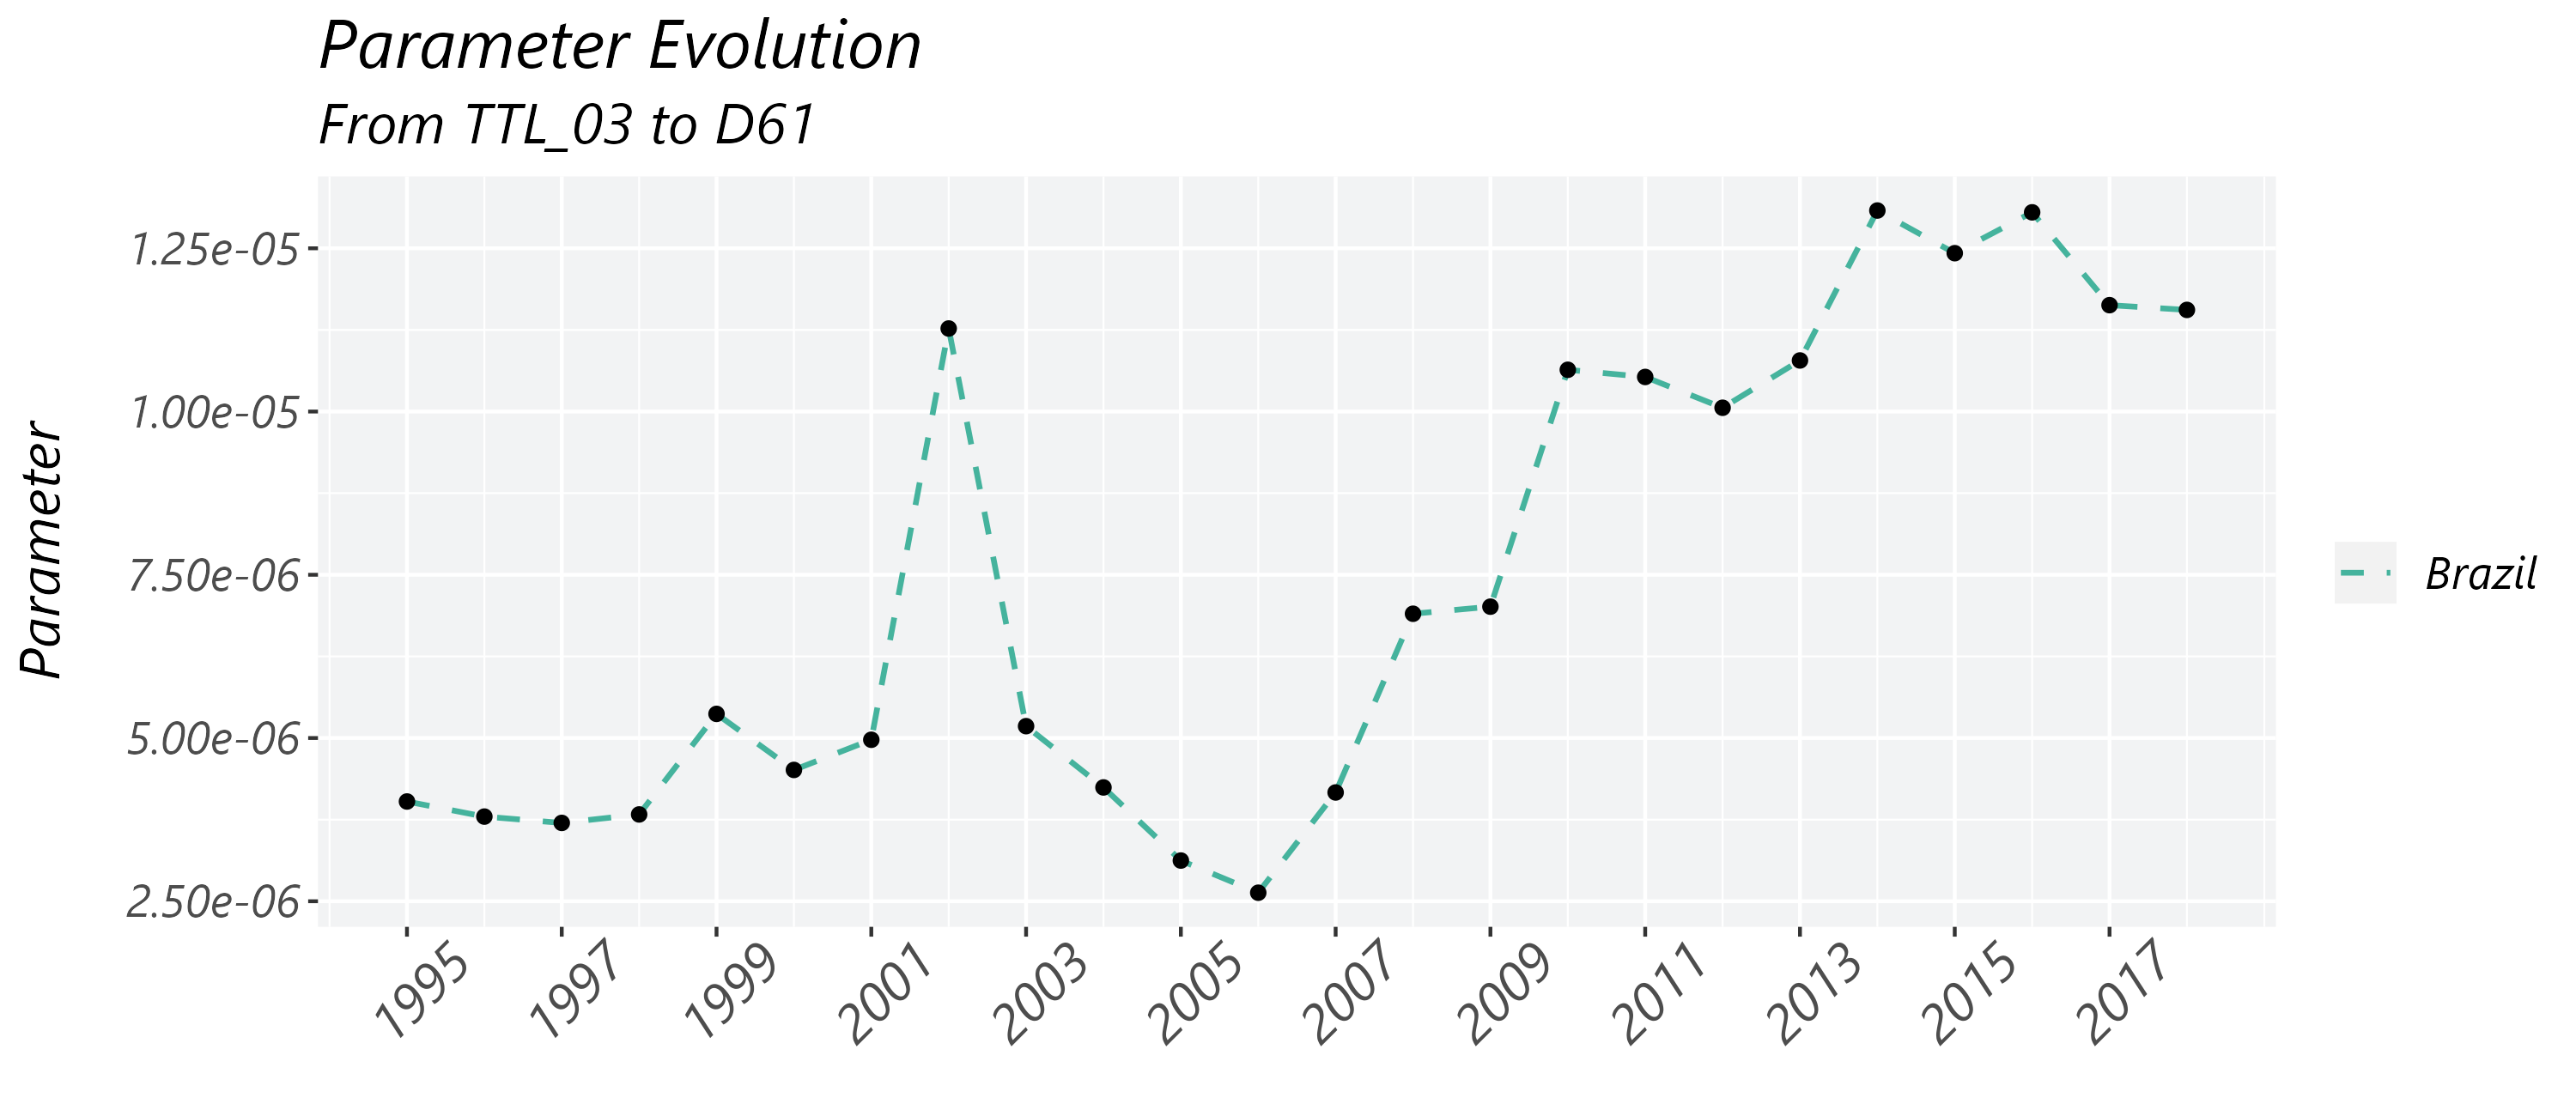 Parameter Evolution
From TTL_03 to D61
Parameter
1.25e-05
1.00e-05
7.50e-06
5.00e-06
2.50e-06
1995
1997
1999
2001
2003
2005
2007
2009
2011
2013
2015
2017
Brazil